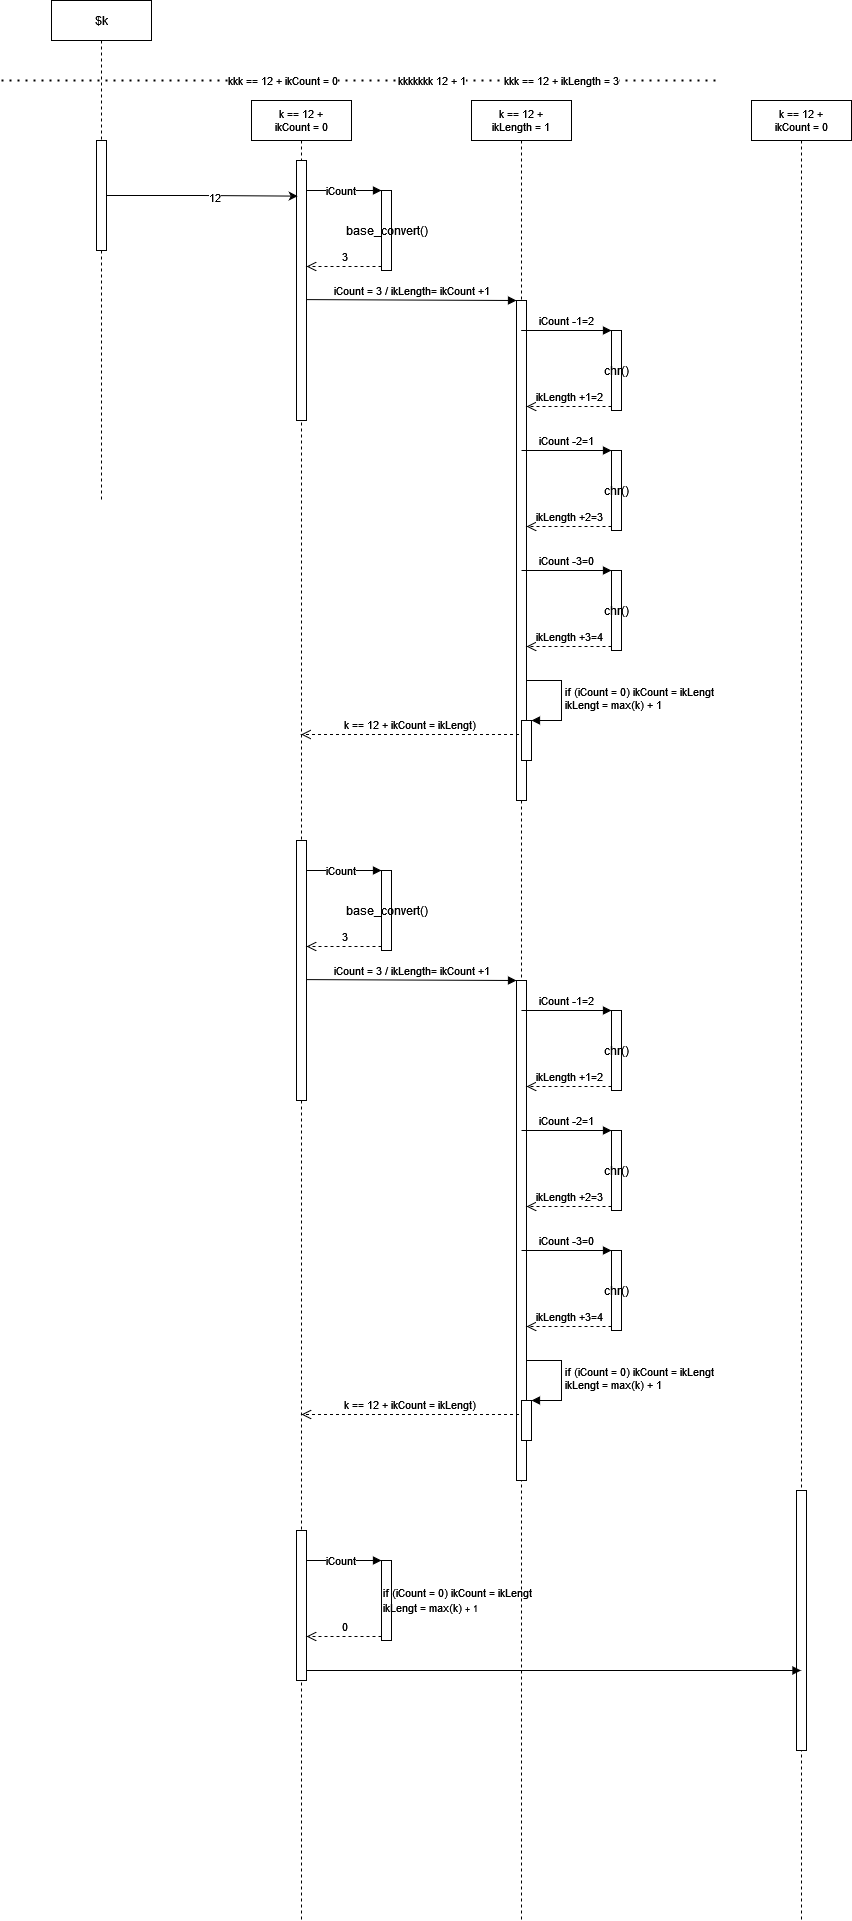 $k
kkk == 12 + ikCount = 0
kkkkkkk 12 + 1
kkk == 12 + ikLength = 3
k == 12 +
ikCount = 0
k == 12 +
ikLength = 1
k == 12 +
ikCount = 0
iCount
12
base_convert()
3
iCount = 3 / ikLength= ikCount +1
iCount -1=2
chr()
ikLength +1=2
iCount -2=1
chr()
ikLength +2=3
iCount -3=0
chr()
ikLength +3=4
if (iCount = 0) ikCount = ikLengt
ikLengt = max(k) + 1
k == 12 + ikCount = ikLengt)
iCount
base_convert()
3
iCount = 3 / ikLength= ikCount +1
iCount -1=2
chr()
ikLength +1=2
iCount -2=1
chr()
ikLength +2=3
iCount -3=0
chr()
ikLength +3=4
if (iCount = 0) ikCount = ikLengt
ikLengt = max(k) + 1
k == 12 + ikCount = ikLengt)
iCount
if (iCount = 0) ikCount = ikLengt
ikLengt = max(k) + 1
0